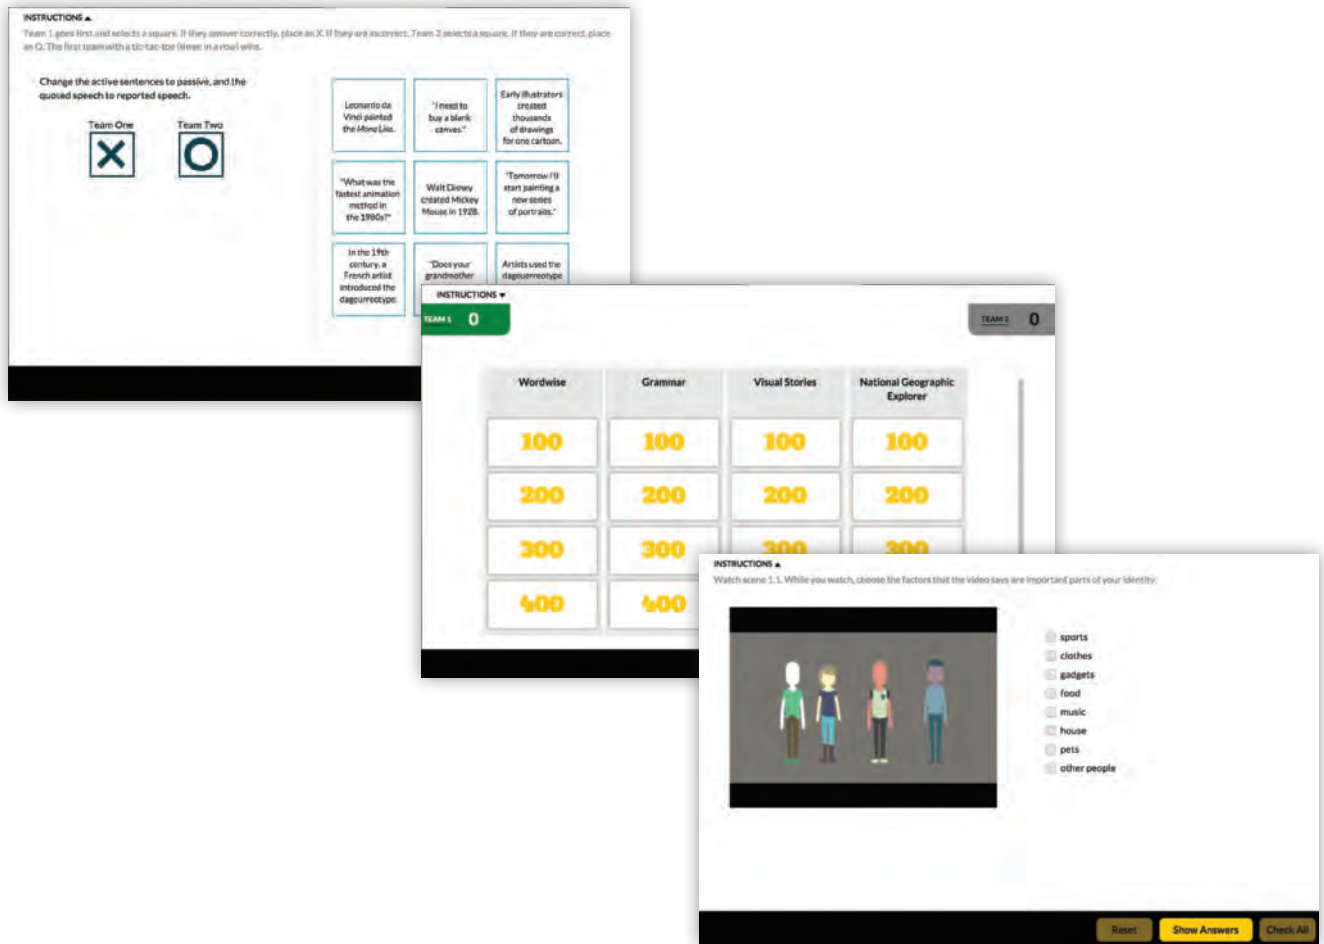 INSTRUCTIONS ▲
Team 1 goes first and selects a square. If they answer correctly, place an X. If they are incorrect, Team 2 selects a square. If they are correct, place
an O. The first team with a tic-tac-toe (three in a row) wins.
Change the active sentences to passive, and the
quoted speech to reported speech.
Team One
Team Two
X
O
Leonardo da
Vinci painted
the Mona Lisa.
"I need to
buy a blank
canvas."
Early illustrators
created
thousands
of drawings
for one cartoon.
"What was the
fastest animation
method in
the 1980s?"
Walt Disney
created Mickey
Mouse in 1928.
"Tomorrow I'll
start painting a
new series
of portraits."
In the 19th
century, a
French artist
introduced the
dageurreotype.
"Does your
grandmother
Artists used the
dageuerreotype
INSTRUCTIONS ▼
TEAM 1 0
TEAM 2 0
Wordwise
Grammar
Visual Stories
National Geographic
Explorer
100 100 100 100
200 200 200 200
300 300 300 300
400 400
INSTRUCTIONS ▲
Watch scene 1.1. While you watch, choose the factors that the video says are important parts of your identity.
sports
clothes
gadgets
food
music
house
pets
other people
Reset
Show Answers
Check All